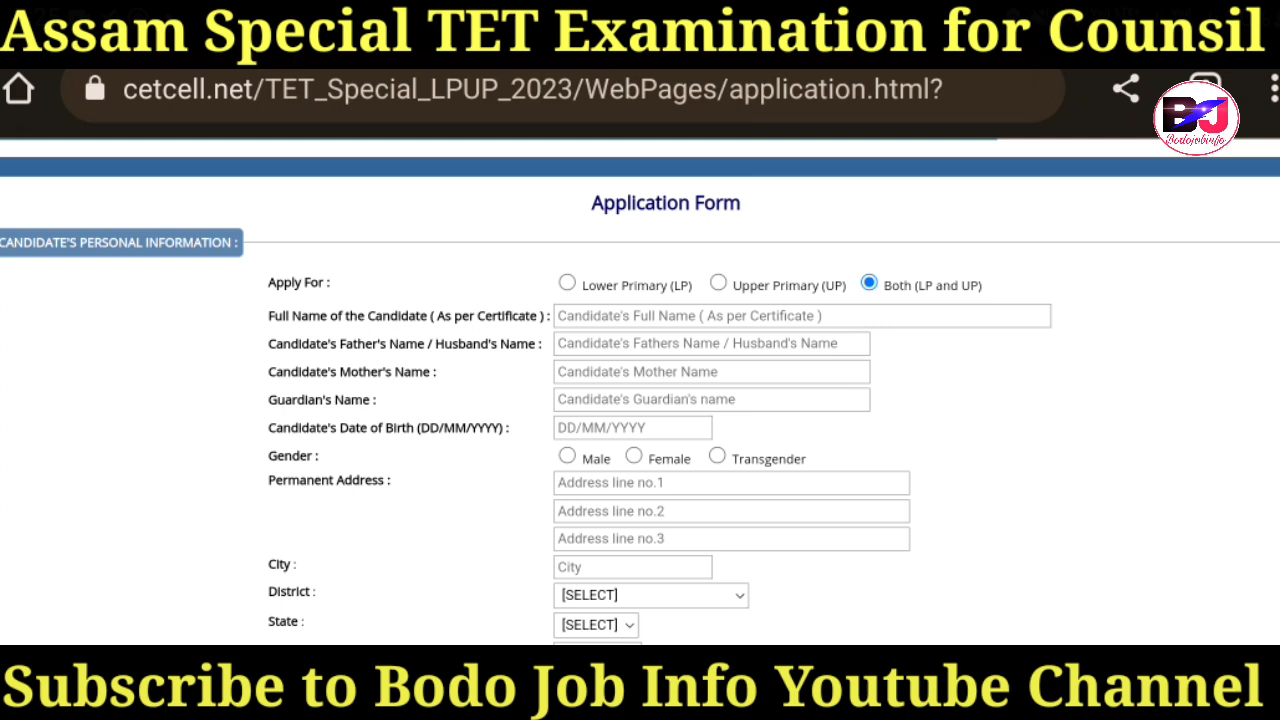 Assam Special TET Examination for Counsil
cetcell.net/TET_Special_LPUP_2023/WebPages/application.html?
BJ
Bodojobinfo
Application Form
CANDIDATE'S PERSONAL INFORMATION :
Apply For : Lower Primary (LP) Upper Primary (UP) Both (LP and UP)
Full Name of the Candidate ( As per Certificate ) : Candidate's Full Name ( As per Certificate )
Candidate's Father's Name / Husband's Name : Candidate's Fathers Name / Husband's Name
Candidate's Mother's Name : Candidate's Mother Name
Guardian's Name : Candidate's Guardian's name
Candidate's Date of Birth (DD/MM/YYYY) : DD/MM/YYYY
Gender : Male Female Transgender
Permanent Address : Address line no.1
Address line no.2
Address line no.3
City : City
District : [SELECT]
State : [SELECT]
Subscribe to Bodo Job Info Youtube Channel